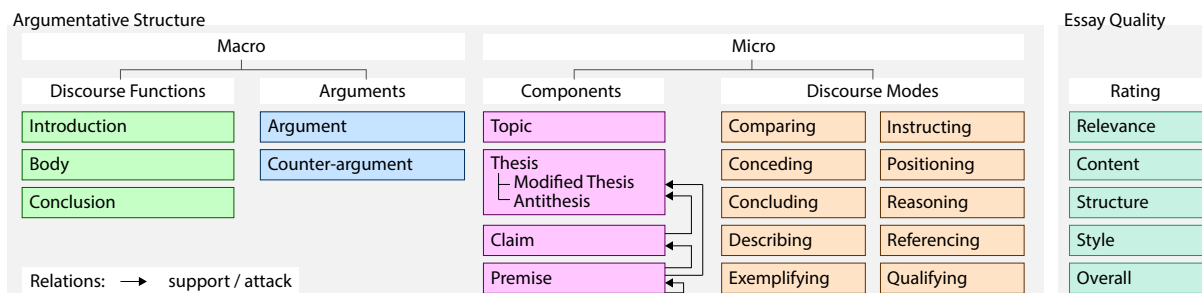 Argumentative Structure
Essay Quality
Macro
Micro
Discourse Functions
Arguments
Components
Discourse Modes
Rating
Introduction
Argument
Topic
Comparing
Instructing
Relevance
Body
Counter-argument
Thesis
Modified Thesis
Antithesis
Conceding
Positioning
Content
Conclusion
Concluding
Reasoning
Structure
Claim
Describing
Referencing
Style
Relations: support / attack
Premise
Exemplifying
Qualifying
Overall